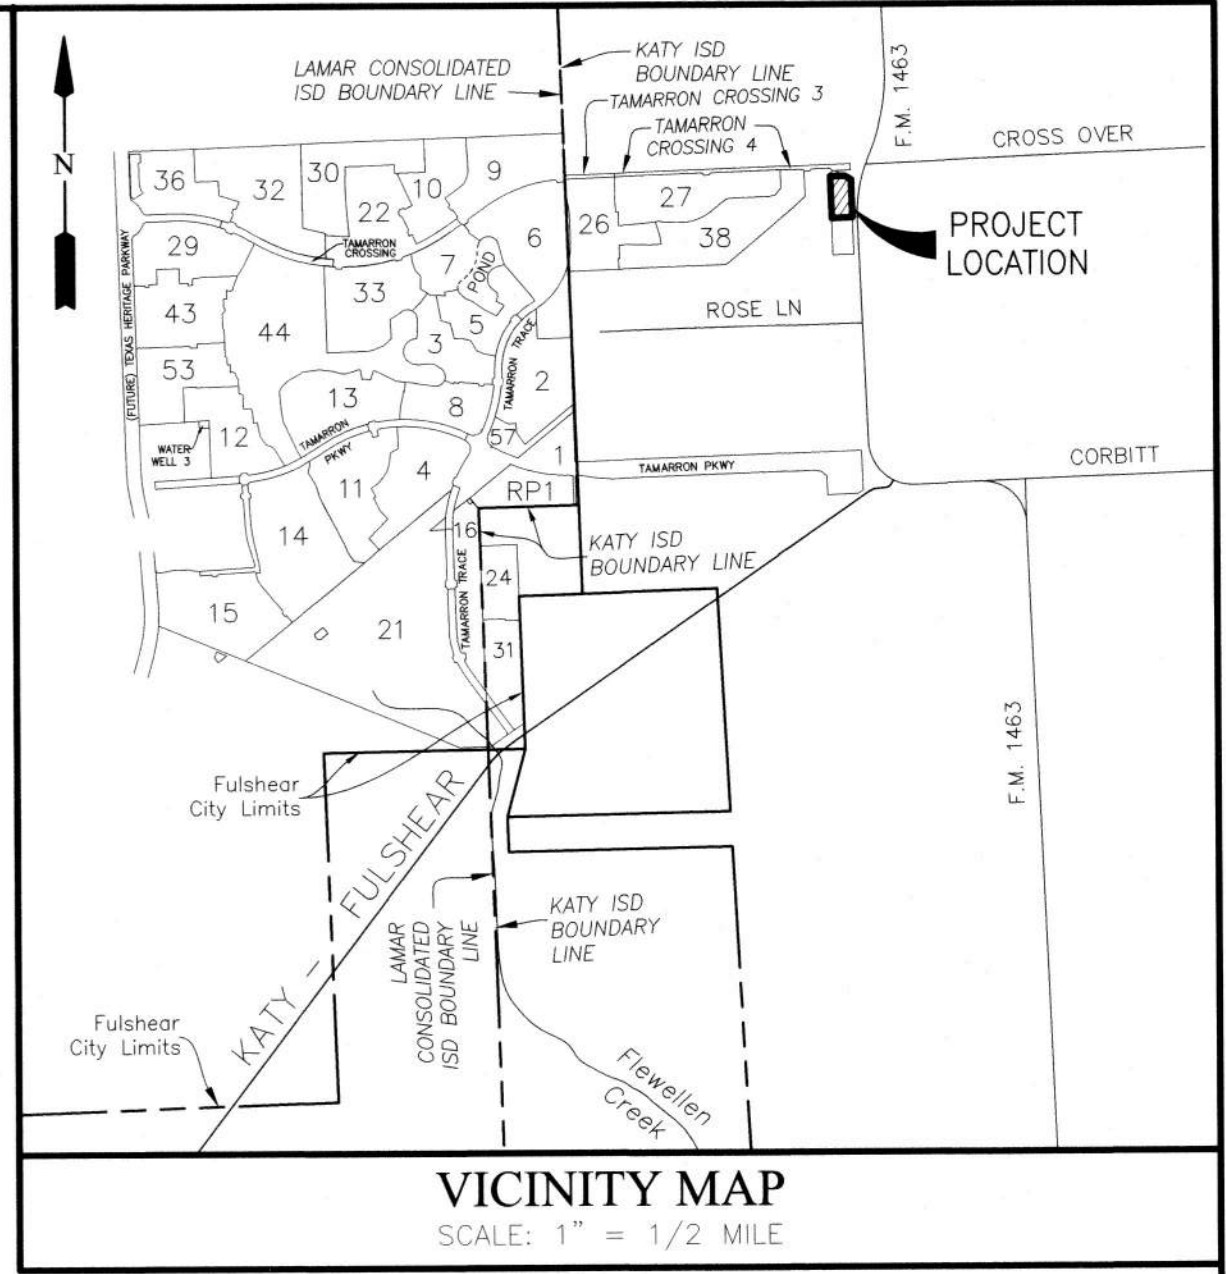 KATY ISD
BOUNDARY LINE
LAMAR CONSOLIDATED
ISD BOUNDARY LINE
TAMARRON CROSSING 3
TAMARRON
CROSSING 4
F.M. 1463
CROSS OVER
N
36
32
30
22
10
9
27
26
38
6
PROJECT
LOCATION
29
TAMARRON
CROSSING
7
POND
33
(FUTURE) TEXAS HERITAGE PARKWAY
43
44
5
3
TAMARRON TRACE
ROSE LN
53
13
8
2
12
WATER
WELL 3
TAMARRON
PKWY
57
1
4
11
RP1
TAMARRON PKWY
CORBITT
14
16
KATY ISD
BOUNDARY LINE
24
15
21
TAMARRON TRACE
31
Fulshear
City Limits
F.M. 1463
KATY - FULSHEAR
LAMAR
CONSOLIDATED
ISD BOUNDARY
LINE
KATY ISD
BOUNDARY
LINE
Fulshear
City Limits
Flewellen
Creek
VICINITY MAP
SCALE: 1" = 1/2 MILE